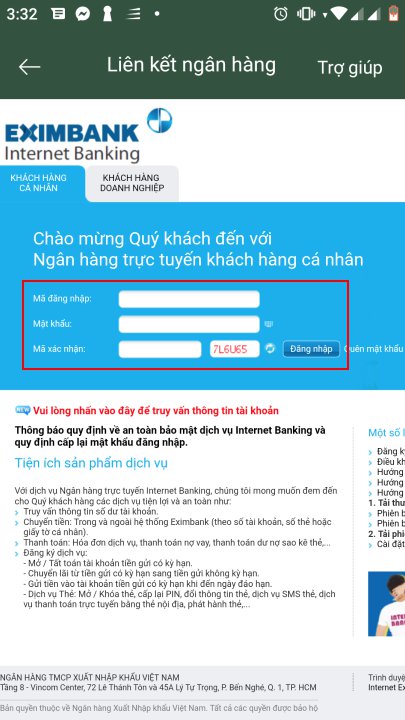 3:32
Liên kết ngân hàng
Trợ giúp
EXIMBANK
Internet Banking
KHÁCH HÀNG
CÁ NHÂN
KHÁCH HÀNG
DOANH NGHIỆP
Chào mừng Quý khách đến với
Ngân hàng trực tuyến khách hàng cá nhân
Mã đăng nhập:
Mật khẩu:
Mã xác nhận:
7L6U65
Đăng nhập
Quên mật khẩu
NEW Vui lòng nhấn vào đây để truy vấn thông tin tài khoản
Thông báo quy định về an toàn bảo mật dịch vụ Internet Banking và
quy định cấp lại mật khẩu đăng nhập.
Tiện ích sản phẩm dịch vụ
Với dịch vụ Ngân hàng trực tuyến Internet Banking, chúng tôi mong muốn đem đến
cho Quý khách hàng các dịch vụ tiện lợi và an toàn như:
Truy vấn thông tin số dư tài khoản.
Chuyển tiền: Trong và ngoài hệ thống Eximbank (theo số tài khoản, số thẻ hoặc
giấy tờ cá nhân).
Thanh toán: Hóa đơn dịch vụ, thanh toán nợ vay, thanh toán dư nợ sao kê thẻ,...
Đăng ký dịch vụ:
- Mở / Tất toán tài khoản tiền gửi có kỳ hạn.
- Chuyển lãi từ tiền gửi có kỳ hạn sang tiền gửi không kỳ hạn.
- Gửi tiền vào tài khoản tiền gửi có kỳ hạn khi đến ngày đáo hạn.
- Dịch vụ Thẻ: Mở / Khóa thẻ, cấp lại PIN, đổi thông tin thẻ, dịch vụ SMS thẻ, dịch
vụ thanh toán trực tuyến bằng thẻ nội địa, phát hành thẻ,...
Một số l
Đăng k
Điều kh
Hướng
Hướng
Hướng
1. Tải thư
Phiên b
Phiên b
2. Tải phi
Cài đặt
INTERN
BANK
NGÂN HÀNG TMCP XUẤT NHẬP KHẨU VIỆT NAM
Tầng 8 - Vincom Center, 72 Lê Thánh Tôn và 45A Lý Tự Trọng, P. Bến Nghé, Q. 1, TP. HCM
Trình duyệ
Internet Ex
Bản quyền thuộc về Ngân hàng Xuất Nhập khẩu Việt Nam. Tất cả các quyền được bảo hộ